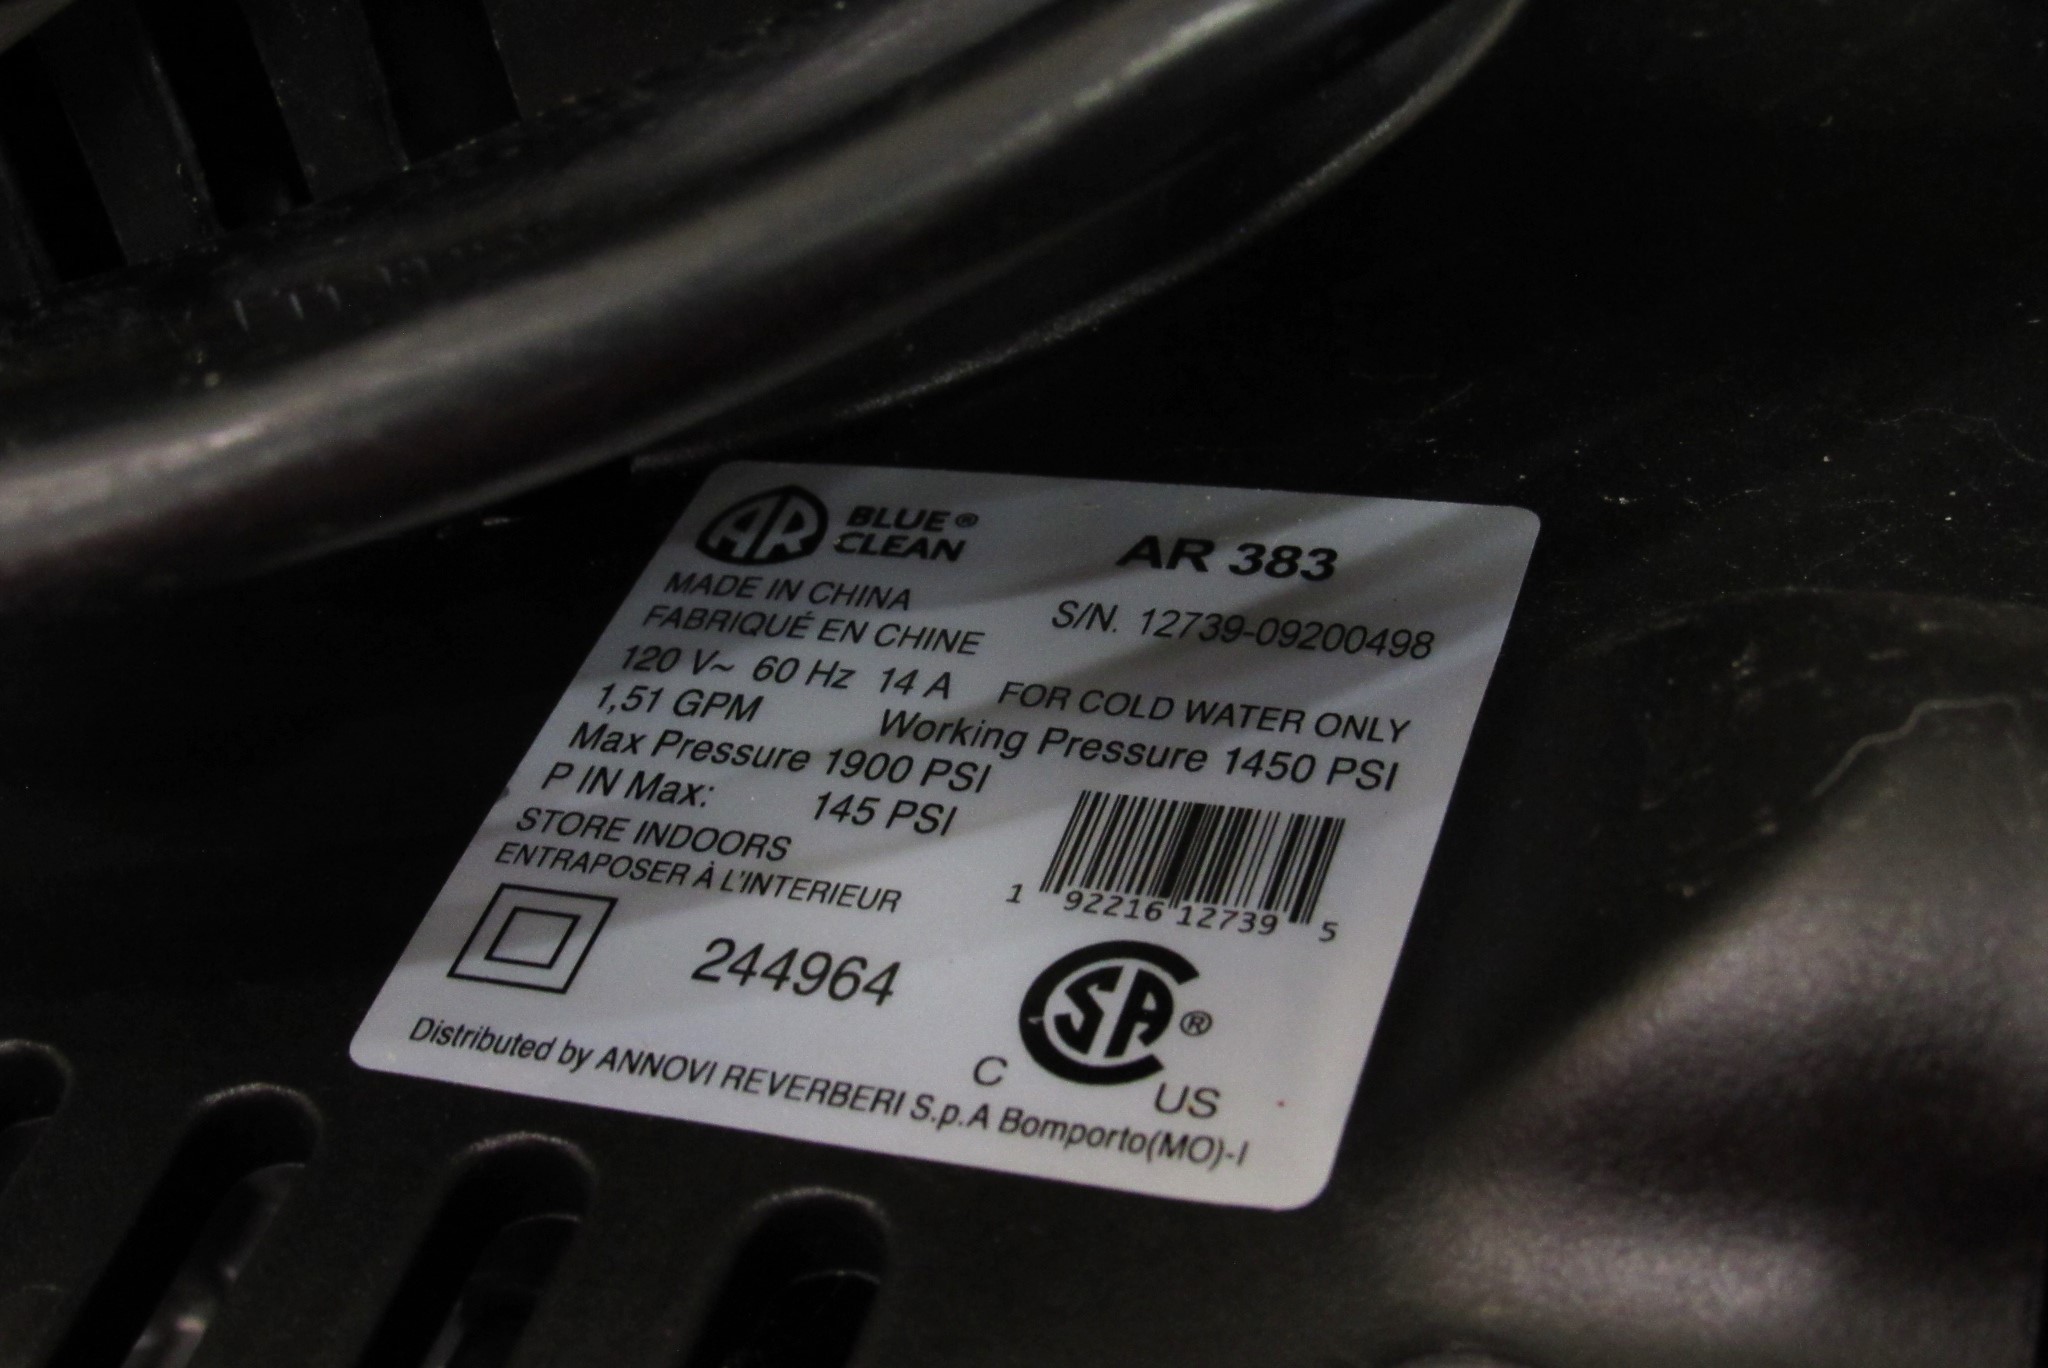 AR BLUE®
CLEAN
AR 383
MADE IN CHINA
FABRIQUÉ EN CHINE
S/N. 12739-09200498
120 V~ 60 Hz 14 A
FOR COLD WATER ONLY
1,51 GPM
Working Pressure 1450 PSI
Max Pressure 1900 PSI
P IN Max: 145 PSI
STORE INDOORS
ENTRAPOSER À L'INTERIEUR
1 92216 12739 5
244964
CSA®
C US
Distributed by ANNOVI REVERBERI S.p.A Bomporto(MO)-I